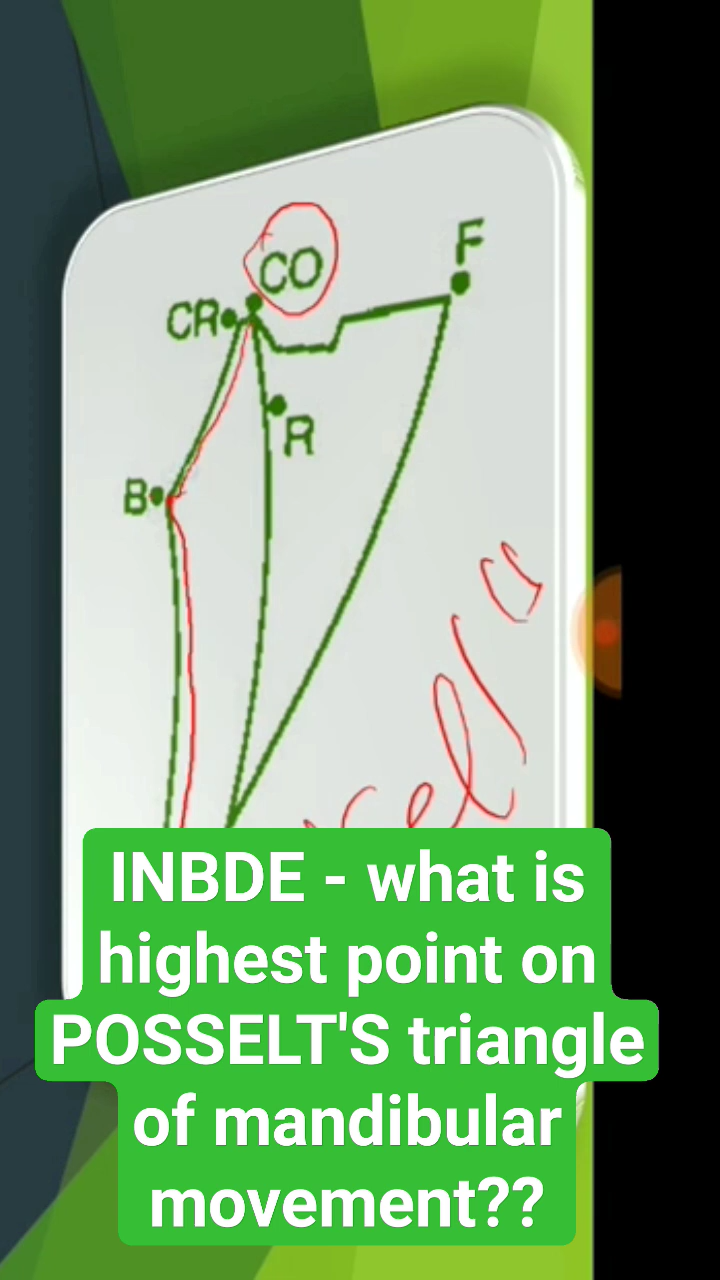 CO
F
CR
R
B
INBDE - what is
highest point on
POSSELT'S triangle
of mandibular
movement??